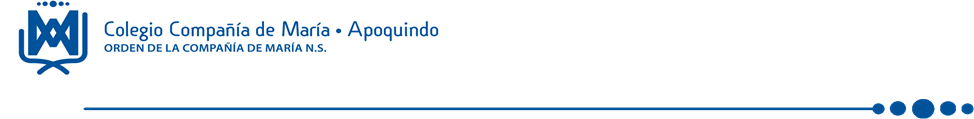 Colegio Compañía de María • Apoquindo
ORDEN DE LA COMPAÑÍA DE MARÍA N.S.